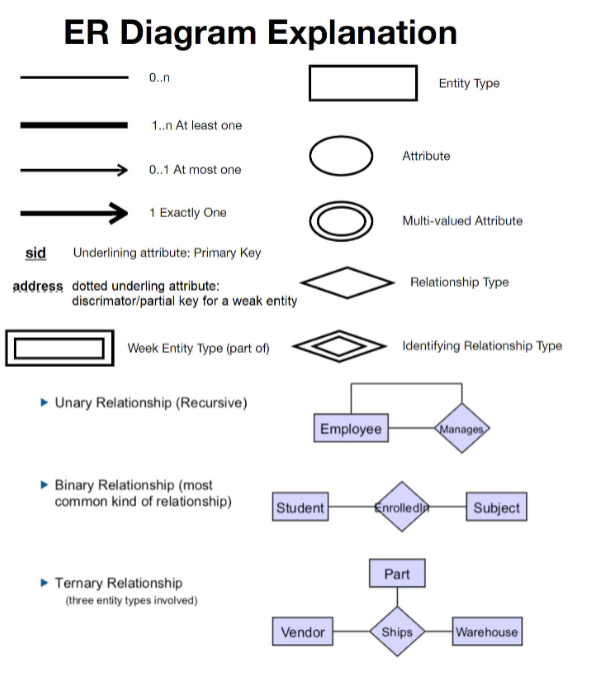 ER Diagram Explanation
0..n
Entity Type
1..n At least one
Attribute
0..1 At most one
1 Exactly One
Multi-valued Attribute
sid Underlining attribute: Primary Key
address dotted underling attribute:
discrimator/partial key for a weak entity
Relationship Type
Week Entity Type (part of)
Identifying Relationship Type
Unary Relationship (Recursive)
Employee
Manages
Binary Relationship (most
common kind of relationship)
Student
EnrolledIn
Subject
Ternary Relationship
(three entity types involved)
Part
Vendor
Ships
Warehouse